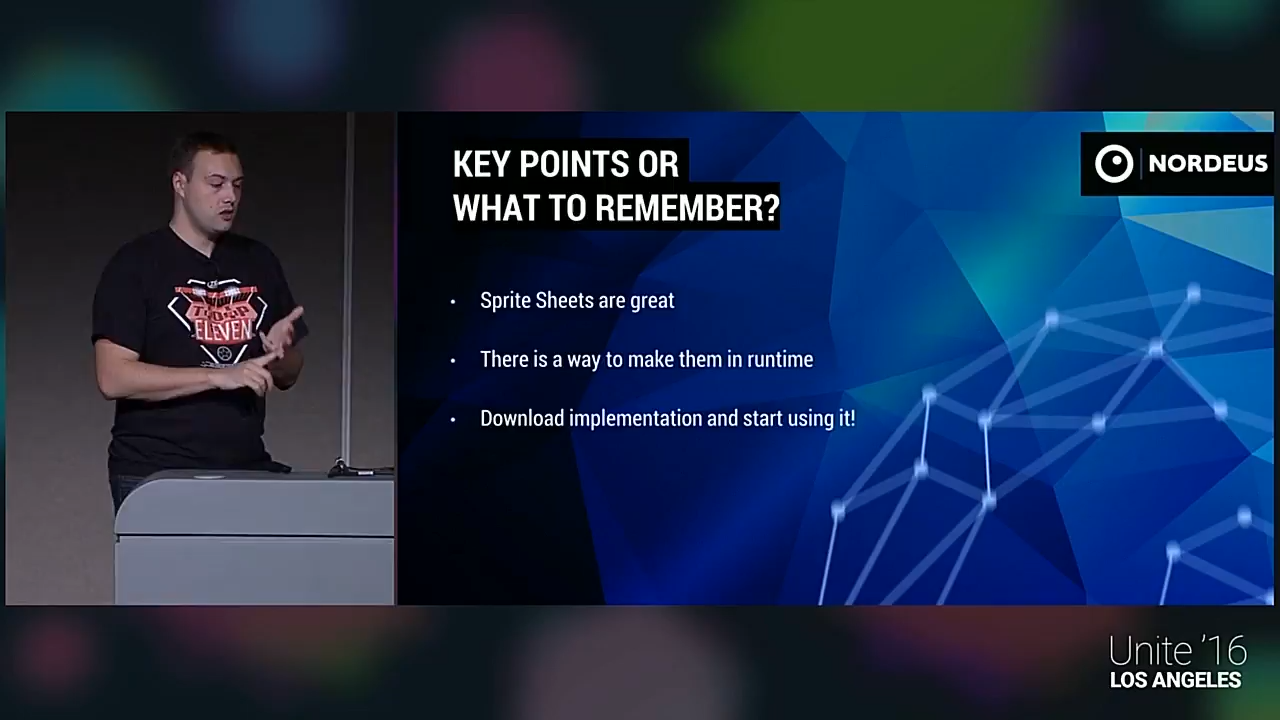 KEY POINTS OR
WHAT TO REMEMBER?
NORDEUS
• Sprite Sheets are great
• There is a way to make them in runtime
• Download implementation and start using it!
ELEVEN
Unite '16
LOS ANGELES